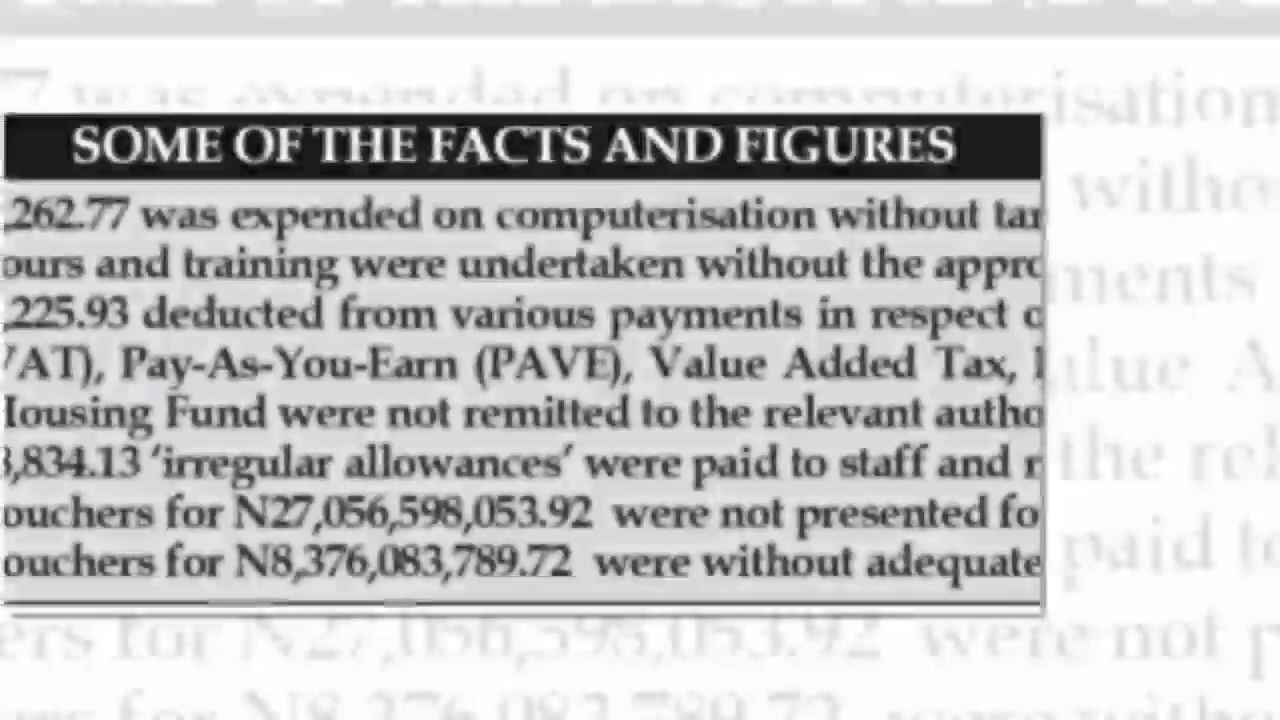 SOME OF THE FACTS AND FIGURES
,262.77 was expended on computerisation without tar
ours and training were undertaken without the appro
,225.93 deducted from various payments in respect o
VAT), Pay-As-You-Earn (PAVE), Value Added Tax,
Housing Fund were not remitted to the relevant autho
3,834.13 ‘irregular allowances’ were paid to staff and
ouchers for N27,056,598,053.92 were not presented fo
ouchers for N8,376,083,789.72 were without adequate